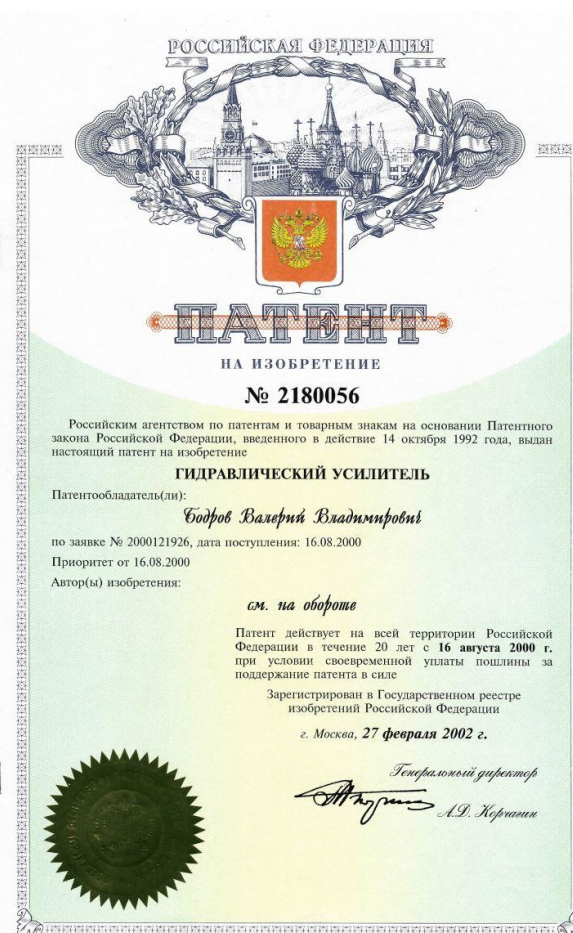 РОССИЙСКАЯ ФЕДЕРАЦИЯ
ПАТЕНТ
НА ИЗОБРЕТЕНИЕ
№ 2180056
Российским агентством по патентам и товарным знакам на основании Патентного
закона Российской Федерации, введенного в действие 14 октября 1992 года, выдан
настоящий патент на изобретение
ГИДРАВЛИЧЕСКИЙ УСИЛИТЕЛЬ
Патентообладатель(ли):
Бодров Валерий Владимирович
по заявке № 2000121926, дата поступления: 16.08.2000
Приоритет от 16.08.2000
Автор(ы) изобретения:
см. на обороте
Патент действует на всей территории Российской
Федерации в течение 20 лет с 16 августа 2000 г.
при условии своевременной уплаты пошлины за
поддержание патента в силе
Зарегистрирован в Государственном реестре
изобретений Российской Федерации
г. Москва, 27 февраля 2002 г.
Генеральный директор
А.Д. Корчагин